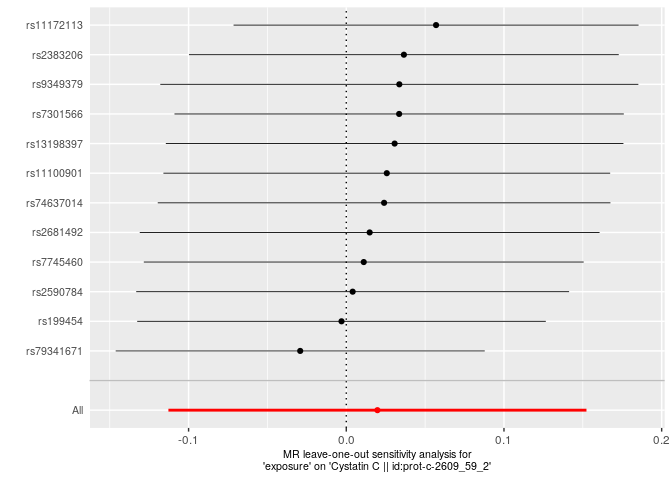 rs11172113
rs2383206
rs9349379
rs7301566
rs13198397
rs11100901
rs74637014
rs2681492
rs7745460
rs2590784
rs199454
rs79341671
All
-0.1 0.0 0.1 0.2
MR leave-one-out sensitivity analysis for
'exposure' on 'Cystatin C || id:prot-c-2609_59_2'